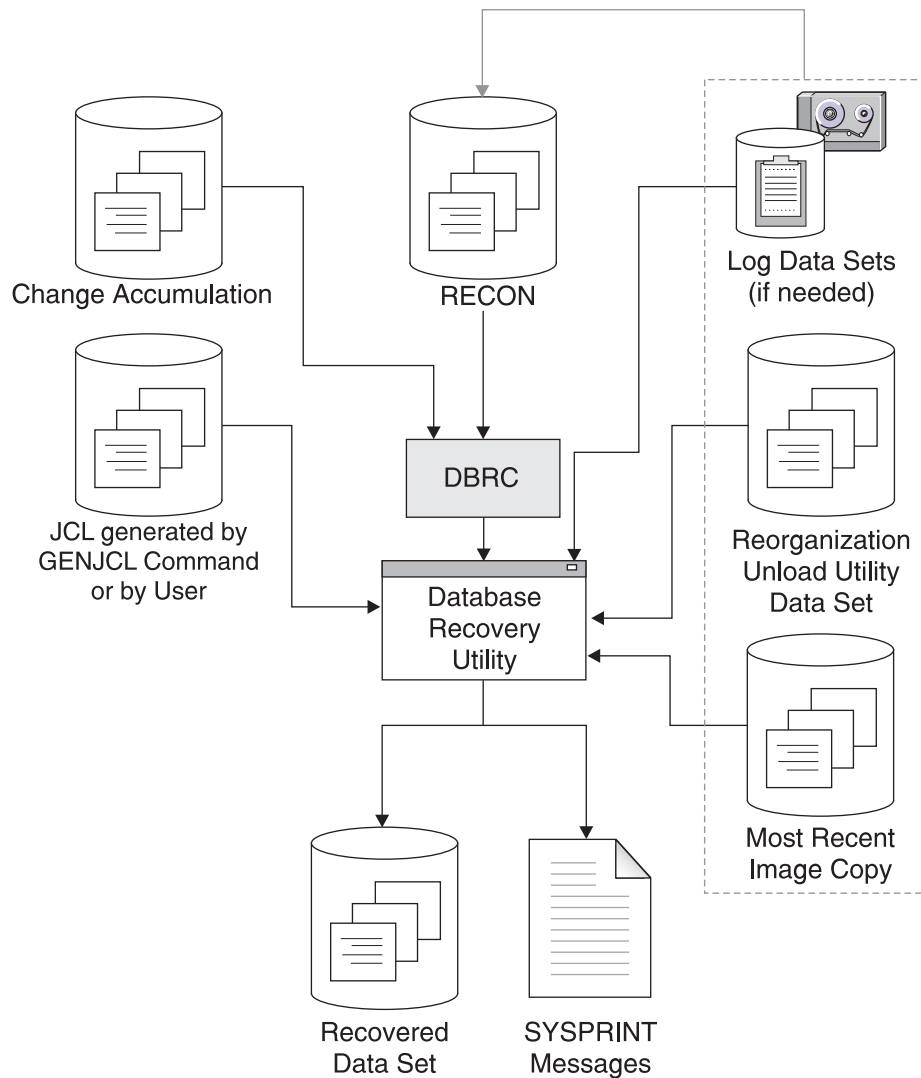 Change Accumulation
RECON
Log Data Sets
(if needed)
JCL generated by
GENJCL Command
or by User
DBRC
Database
Recovery
Utility
Reorganization
Unload Utility
Data Set
Most Recent
Image Copy
Recovered
Data Set
SYSPRINT
Messages